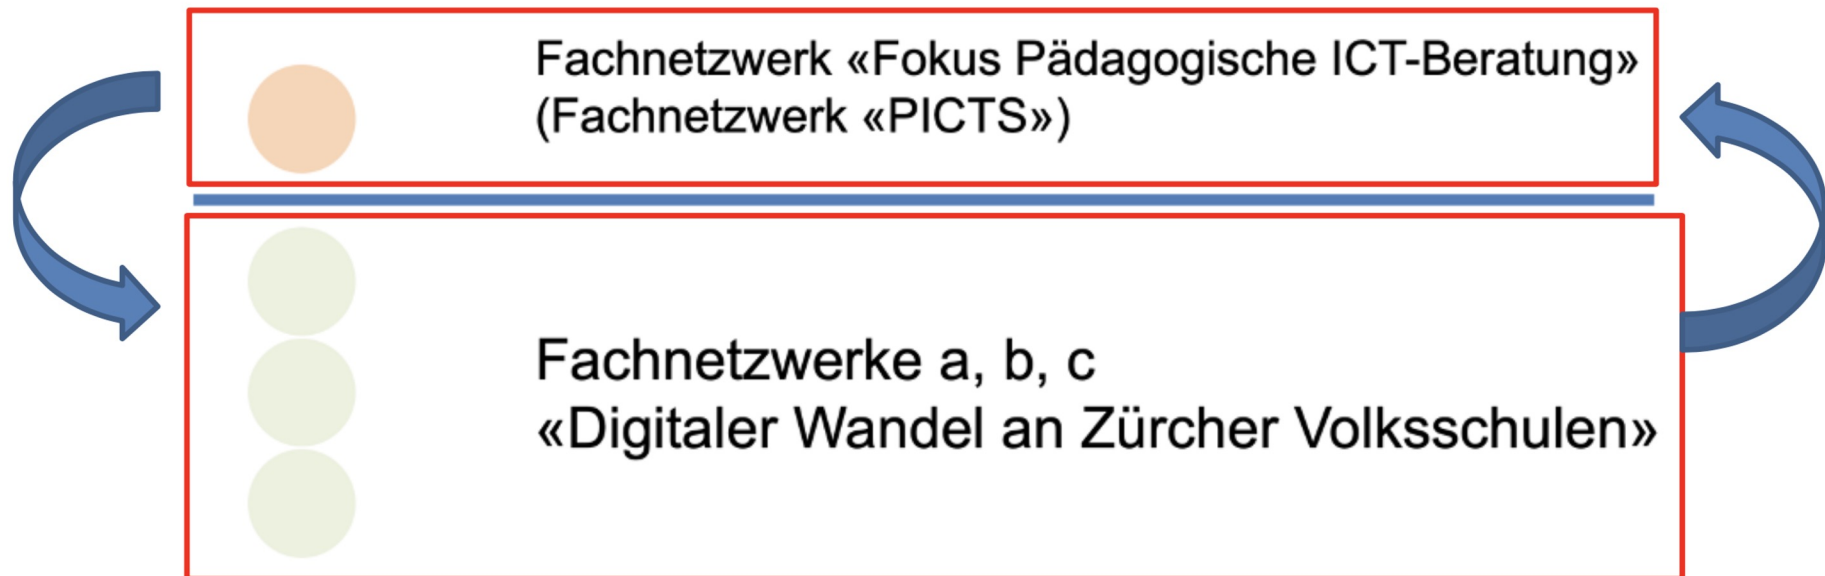 Fachnetzwerk «Fokus Pädagogische ICT-Beratung»
(Fachnetzwerk «PICTS»)
Fachnetzwerke a, b, c
«Digitaler Wandel an Zürcher Volksschulen»